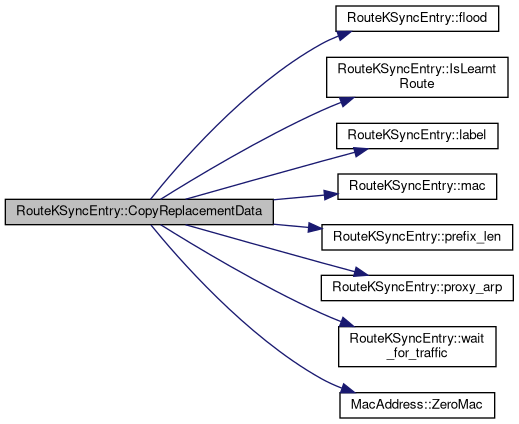 RouteKSyncEntry::flood
RouteKSyncEntry::IsLearnt
Route
RouteKSyncEntry::label
RouteKSyncEntry::mac
RouteKSyncEntry::CopyReplacementData
RouteKSyncEntry::prefix_len
RouteKSyncEntry::proxy_arp
RouteKSyncEntry::wait
_for_traffic
MacAddress::ZeroMac